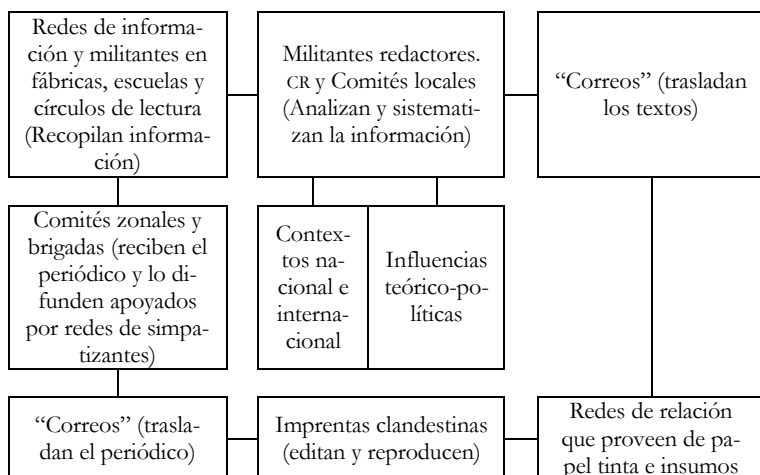 Redes de informa-
ción y militantes en
fábricas, escuelas y
círculos de lectura
(Recopilan informa-
ción)
Militantes redactores.
CR y Comités locales
(Analizan y sistemati-
zan la información)
“Correos” (trasladan
los textos)
Comités zonales y
brigadas (reciben el
periódico y lo di-
funden apoyados
por redes de simpa-
tizantes)
Contex-
tos na-
cional e
interna-
cional
Influencias
teórico-po-
líticas
“Correos” (trasla-
dan el periódico)
Imprentas clandestinas
(editan y reproducen)
Redes de relación
que proveen de pa-
pel tinta e insumos